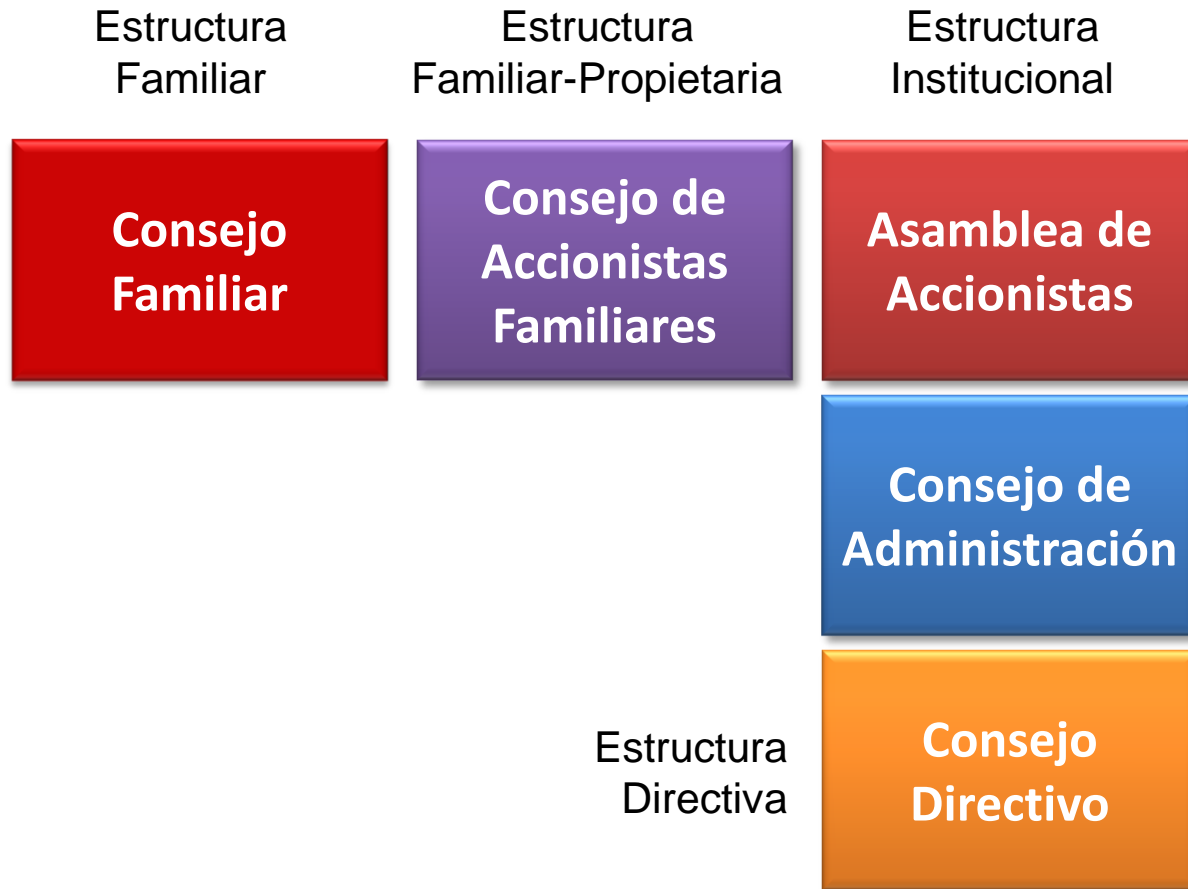 Estructura
Familiar
Estructura
Familiar-Propietaria
Estructura
Institucional
Consejo
Familiar
Consejo de
Accionistas
Familiares
Asamblea de
Accionistas
Consejo de
Administración
Estructura
Directiva
Consejo
Directivo